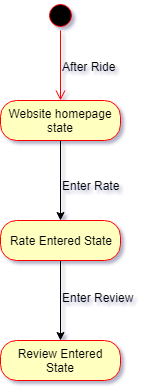 After Ride
Website homepage
state
Enter Rate
Rate Entered State
Enter Review
Review Entered
State